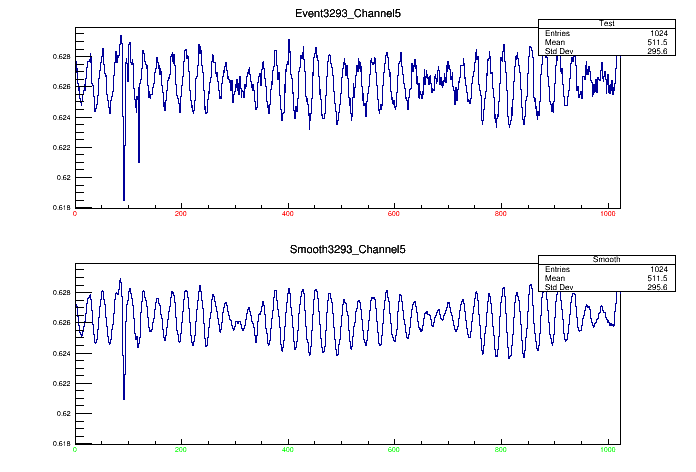 Event3293_Channel5
Test
Entries 1024
Mean 511.5
Std Dev 295.6
0.628
0.626
0.624
0.622
0.62
0.618
0 200 400 600 800 1000
Smooth3293_Channel5
Smooth
Entries 1024
Mean 511.5
Std Dev 295.6
0.628
0.626
0.624
0.622
0.62
0.618
0 200 400 600 800 1000